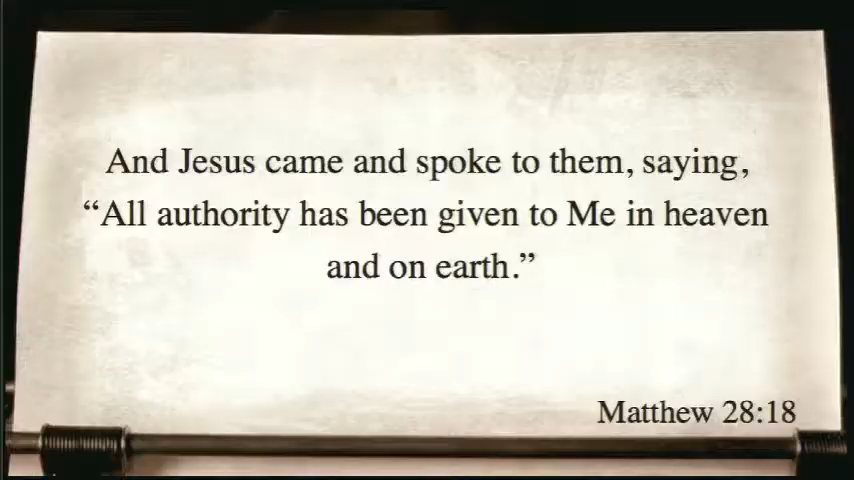 And Jesus came and spoke to them, saying,
“All authority has been given to Me in heaven
and on earth.”
Matthew 28:18